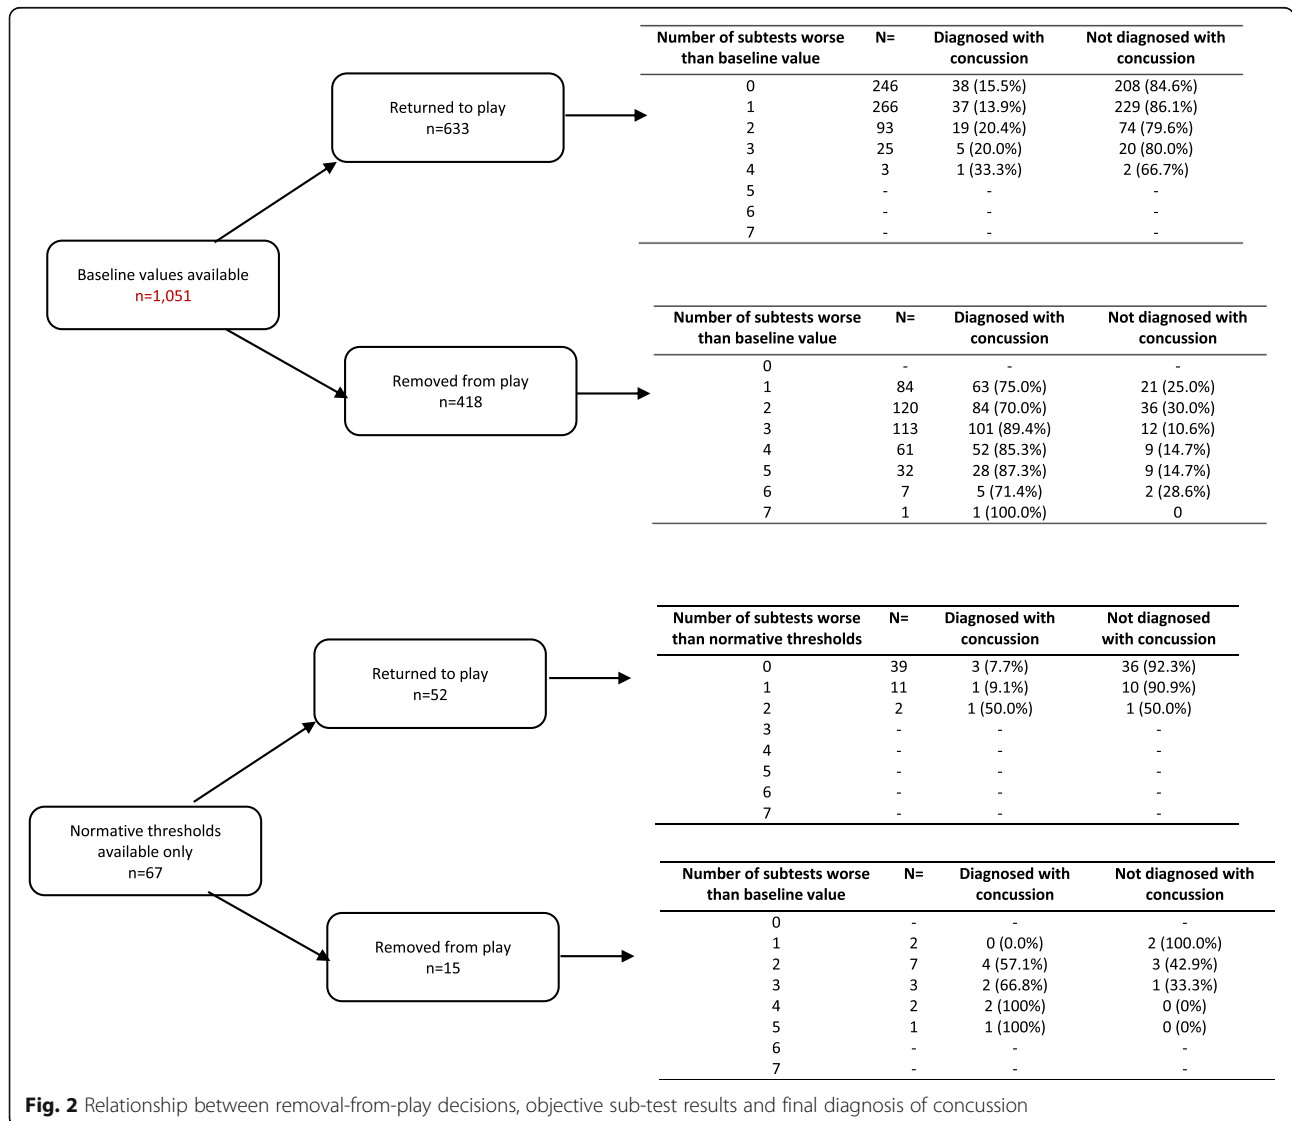 Baseline values available
n=1,051
Returned to play
n=633
Number of subtests worse than baseline value N= Diagnosed with concussion Not diagnosed with concussion
0 246 38 (15.5%) 208 (84.6%)
1 266 37 (13.9%) 229 (86.1%)
2 93 19 (20.4%) 74 (79.6%)
3 25 5 (20.0%) 20 (80.0%)
4 3 1 (33.3%) 2 (66.7%)
5 - - -
6 - - -
7 - - -
Removed from play
n=418
Number of subtests worse than baseline value N= Diagnosed with concussion Not diagnosed with concussion
0 - - -
1 84 63 (75.0%) 21 (25.0%)
2 120 84 (70.0%) 36 (30.0%)
3 113 101 (89.4%) 12 (10.6%)
4 61 52 (85.3%) 9 (14.7%)
5 32 28 (87.3%) 9 (14.7%)
6 7 5 (71.4%) 2 (28.6%)
7 1 1 (100.0%) 0
Normative thresholds
available only
n=67
Returned to play
n=52
Number of subtests worse than normative thresholds N= Diagnosed with concussion Not diagnosed with concussion
0 39 3 (7.7%) 36 (92.3%)
1 11 1 (9.1%) 10 (90.9%)
2 2 1 (50.0%) 1 (50.0%)
3 - - -
4 - - -
5 - - -
6 - - -
7 - - -
Removed from play
n=15
Number of subtests worse than baseline value N= Diagnosed with concussion Not diagnosed with concussion
0 - - -
1 2 0 (0.0%) 2 (100.0%)
2 7 4 (57.1%) 3 (42.9%)
3 3 2 (66.8%) 1 (33.3%)
4 2 2 (100%) 0 (0%)
5 1 1 (100%) 0 (0%)
6 - - -
7 - - -
Fig. 2 Relationship between removal-from-play decisions, objective sub-test results and final diagnosis of concussion